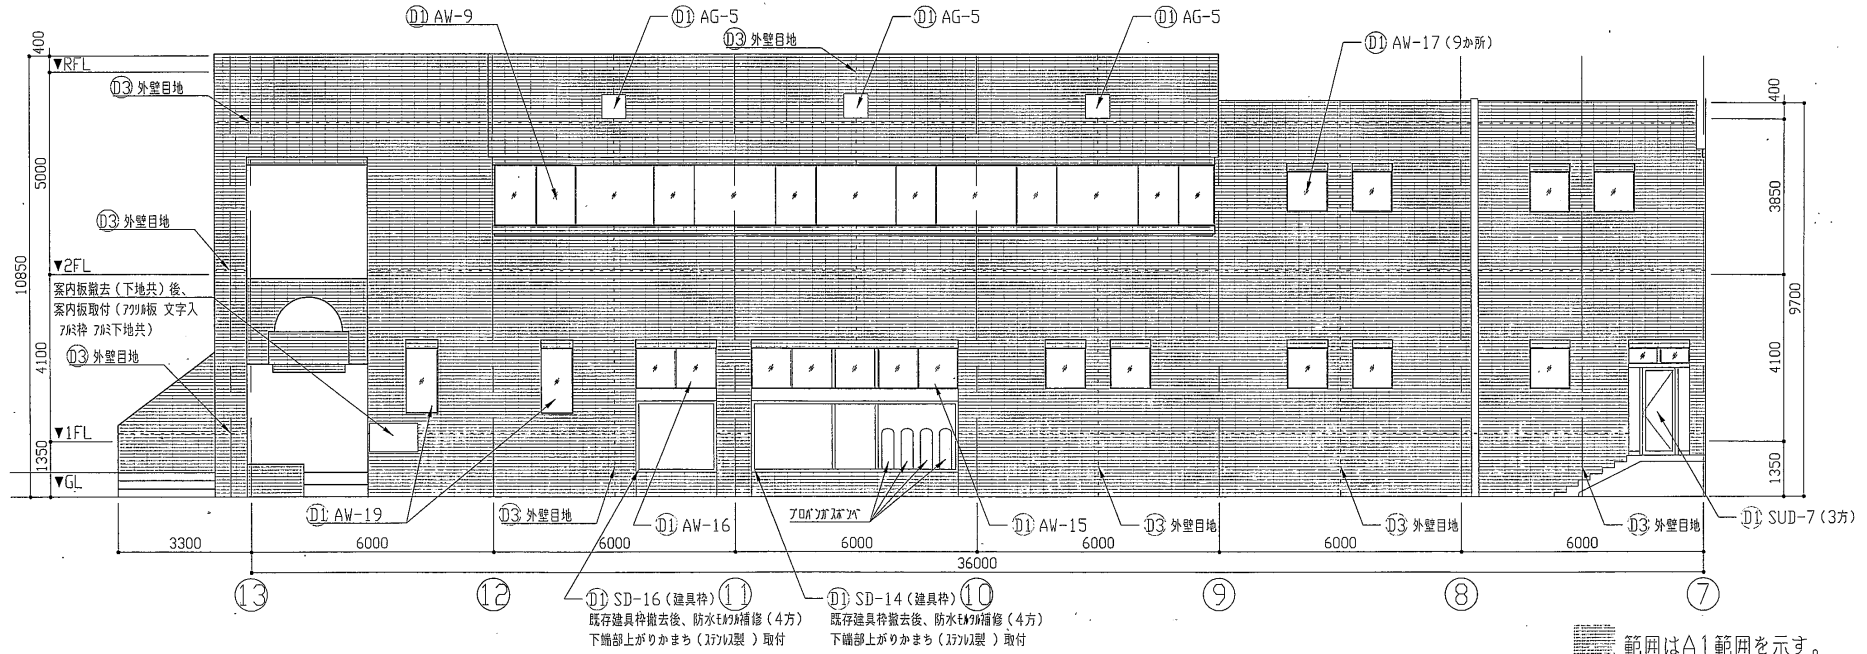 D1 AW-9
D1 AG-5
D1 AG-5
D1 AG-5
D3 外壁目地
D1 AW-17 (9か所)
400
▼RFL
D3 外壁目地
5000
400
3850
D3 外壁目地
▼2FL
10850
9700
案内板撤去 (下地共) 後、
案内板取付 (アクリル板 文字入
アルミ枠 アルミ下地共)
D3 外壁目地
4100
4100
▼1FL
1350
1350
▼GL
D1 AW-19
D3 外壁目地
D1 AW-16
プロパンガスボンベ
D1 AW-15
D3 外壁目地
D3 外壁目地
D3 外壁目地
D1 SUD-7 (3方)
3300
6000
6000
6000
6000
6000
6000
36000
13
12
11
10
9
8
7
D1 SD-16 (建具枠)
既存建具枠撤去後、防水モルタル補修 (4方)
下端部上がりかまち (ステンレス製 ) 取付
D1 SD-14 (建具枠)
既存建具枠撤去後、防水モルタル補修 (4方)
下端部上がりかまち (ステンレス製 ) 取付
範囲はA1範囲を示す。